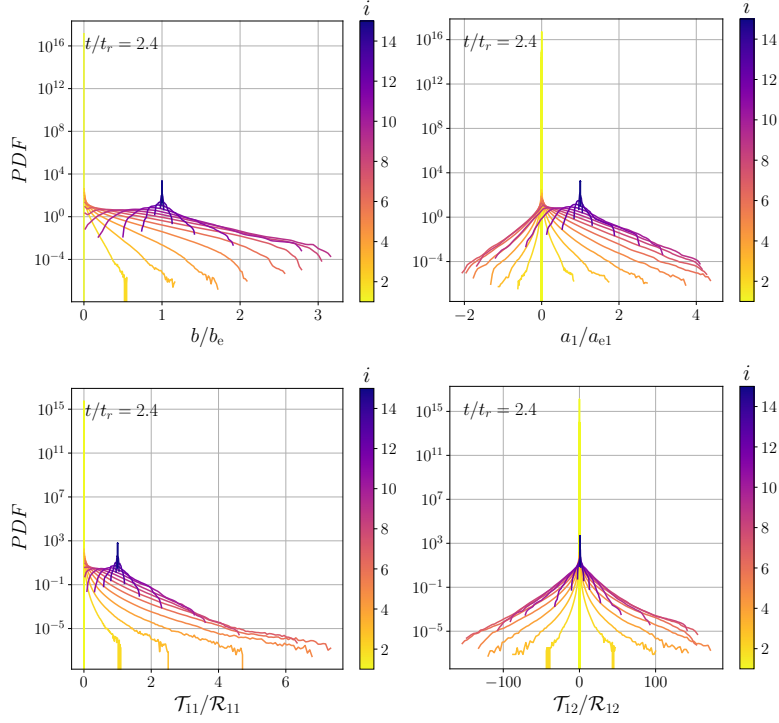 i
i
10^16
t/t_r = 2.4
14
10^16
t/t_r = 2.4
14
10^12
12
10^12
12
PDF
10^8
10
10^8
10
10^4
8
10^4
8
10^0
6
10^0
6
10^−4
4
10^−4
4
2
2
0 1 2 3
−2 0 2 4
b/b_e
a_1/a_e1
i
i
10^15
t/t_r = 2.4
14
10^15
t/t_r = 2.4
14
10^11
12
10^11
12
PDF
10^7
10
10^7
10
10^3
8
10^3
8
10^−1
6
10^−1
6
10^−5
4
10^−5
4
2
2
0 2 4 6
−100 0 100
𝒯_11/ℛ_11
𝒯_12/ℛ_12